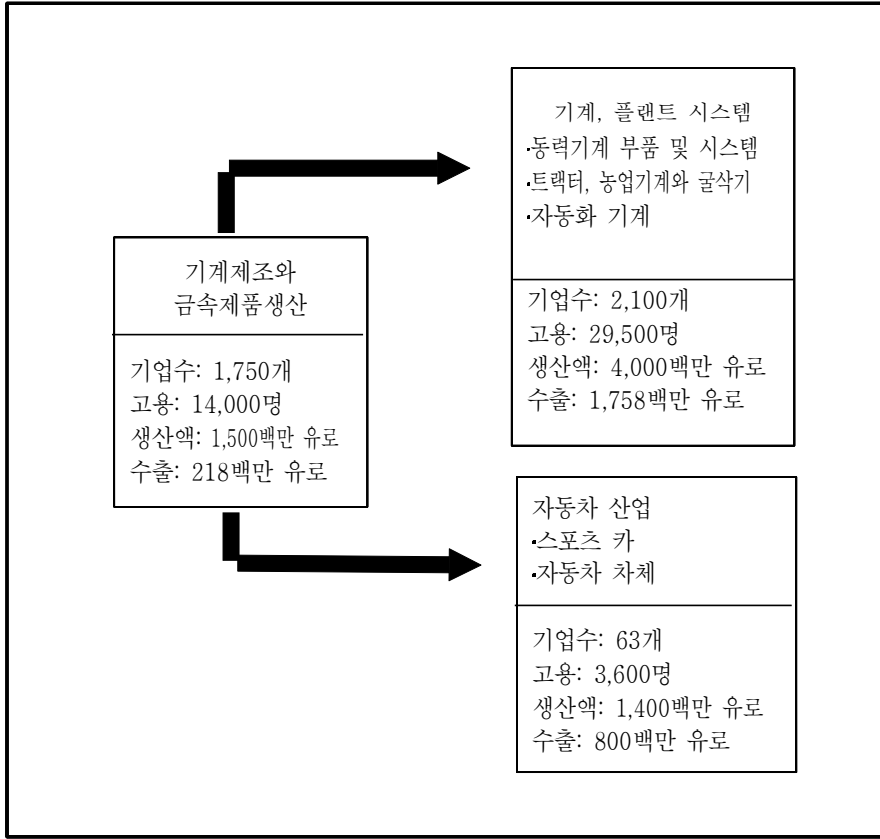 기계제조와
금속제품생산
기업수: 1,750개
고용: 14,000명
생산액: 1,500백만 유로
수출: 218백만 유로
기계, 플랜트 시스템
·동력기계 부품 및 시스템
·트랙터, 농업기계와 굴삭기
·자동화 기계
기업수: 2,100개
고용: 29,500명
생산액: 4,000백만 유로
수출: 1,758백만 유로
자동차 산업
·스포츠 카
·자동차 차체
기업수: 63개
고용: 3,600명
생산액: 1,400백만 유로
수출: 800백만 유로